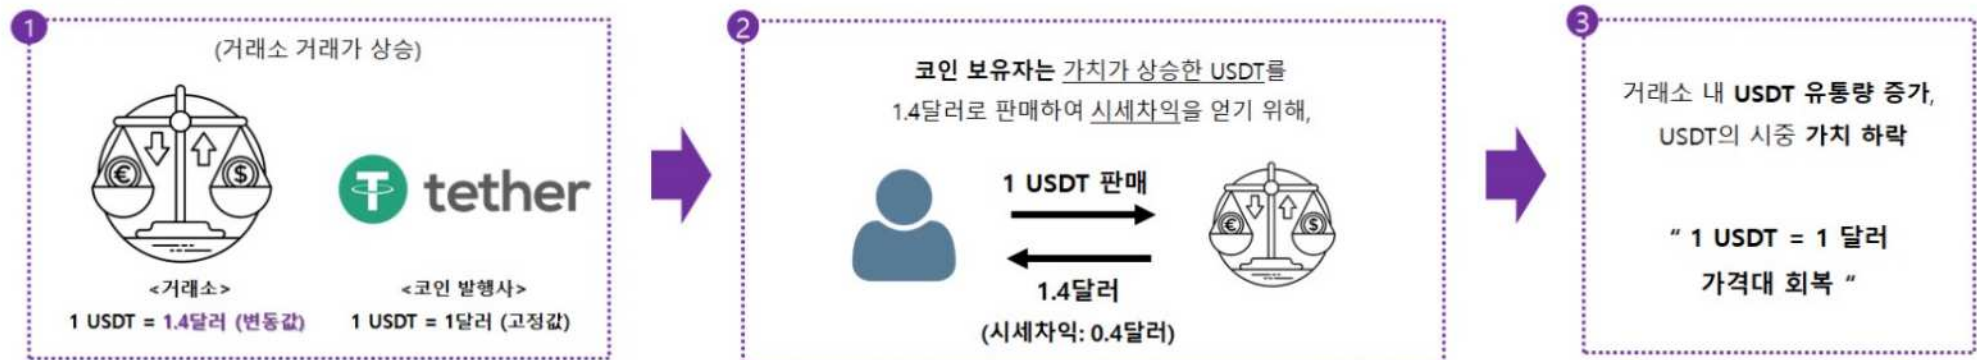 1
(거래소 거래가 상승)
€
$
tether
<거래소>
<코인 발행사>
1 USDT = 1.4달러 (변동값)
1 USDT = 1달러 (고정값)
2
코인 보유자는 가치가 상승한 USDT를
1.4달러로 판매하여 시세차익을 얻기 위해,
1 USDT 판매
€
$
1.4달러
(시세차익: 0.4달러)
3
거래소 내 USDT 유통량 증가,
USDT의 시중 가치 하락
“ 1 USDT = 1 달러
가격대 회복 “